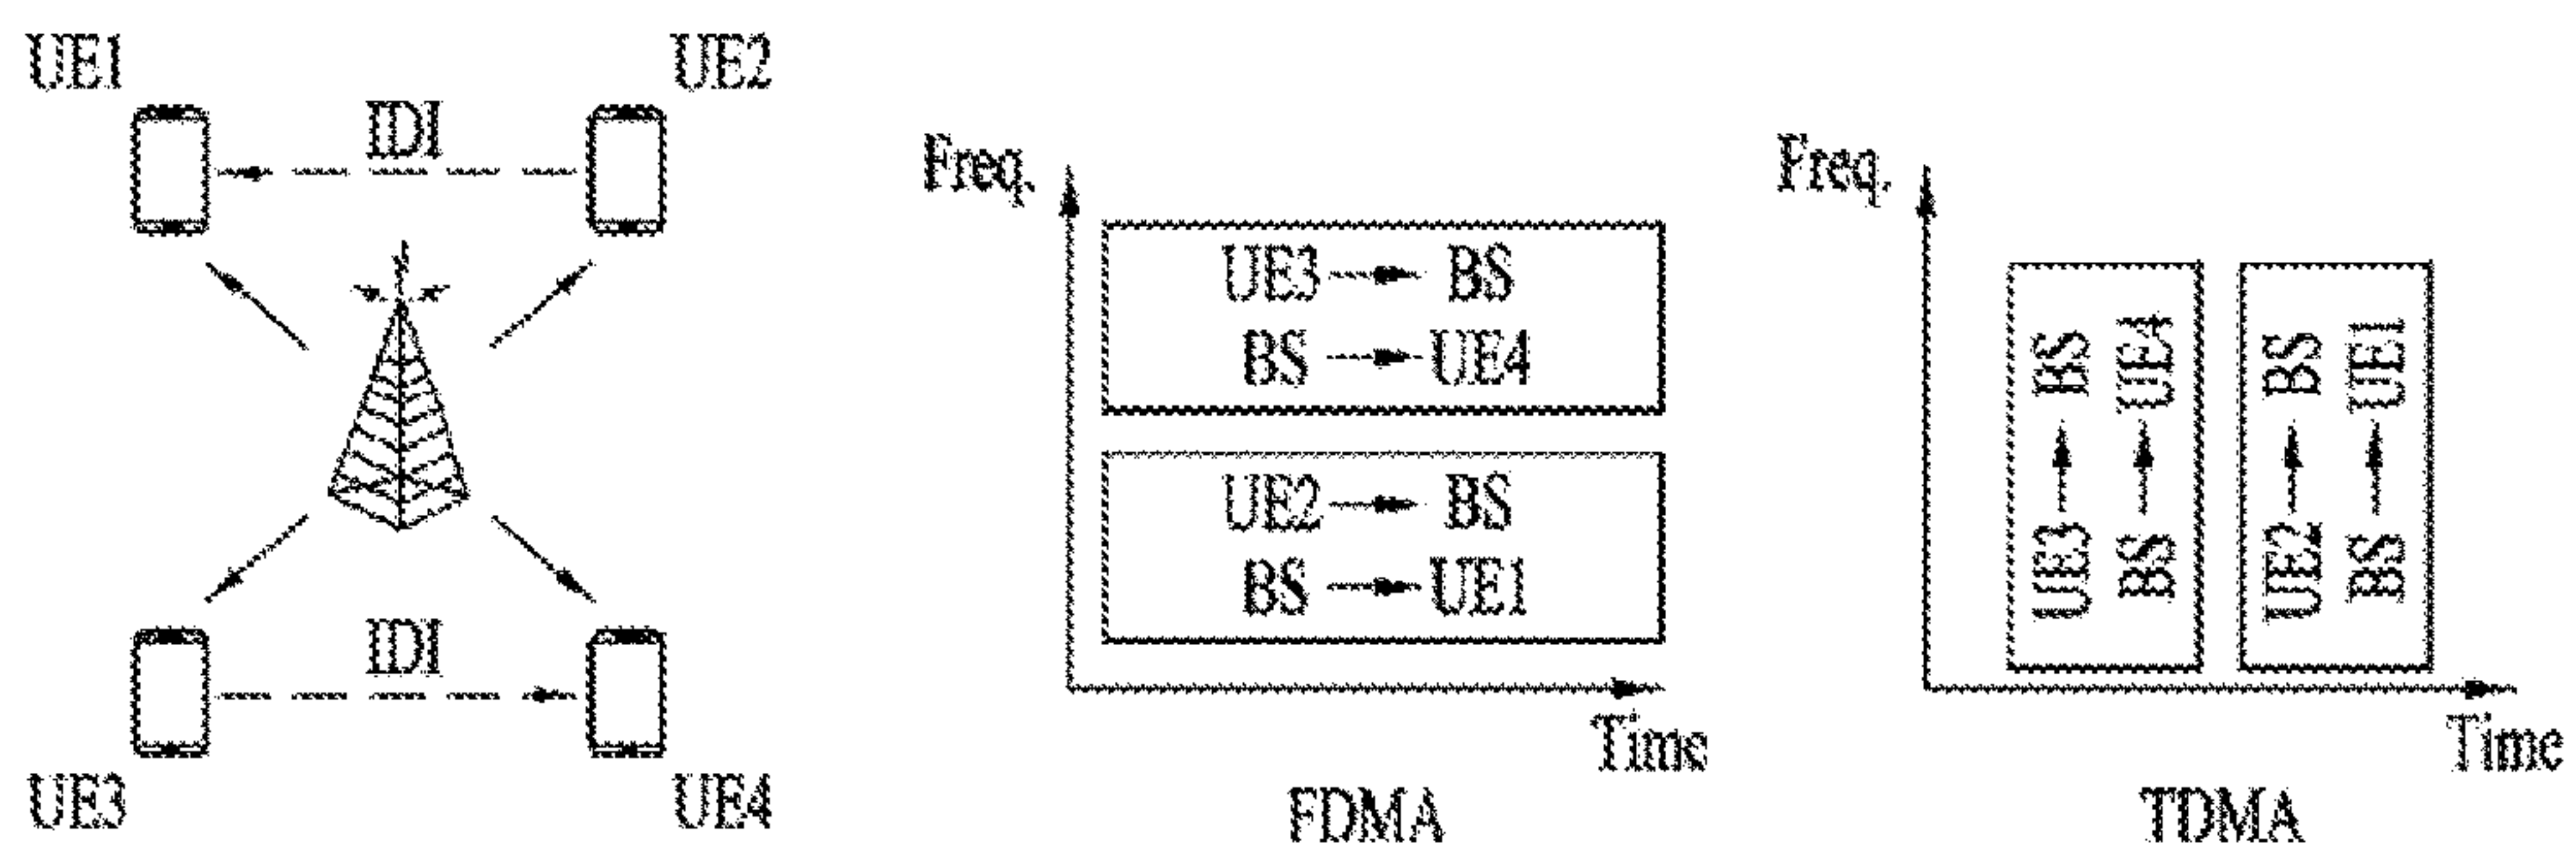 UE1
UE2
IDI
IDI
UE3
UE4
Freq.
UE3 BS
BS UE4
UE2 BS
BS UE1
Tims
FDMA
Freq.
UE3 BS
BS UE4
UE2 BS
BS UE1
Time
TDMA